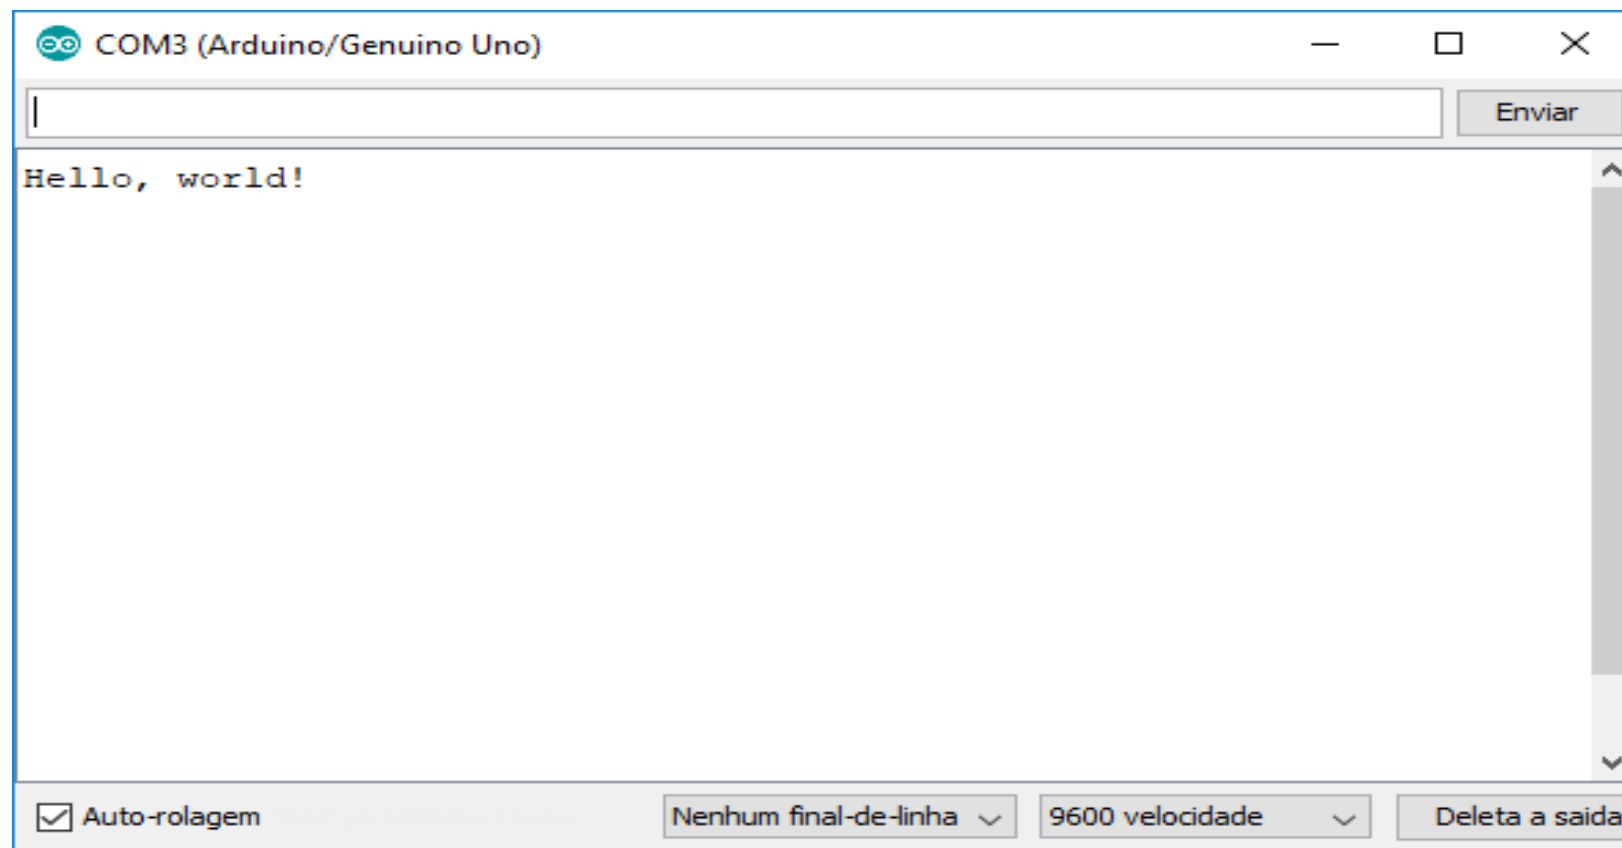 COM3 (Arduino/Genuino Uno)
Enviar
Hello, world!
Auto-rolagem
Nenhum final-de-linha
9600 velocidade
Deleta a saida